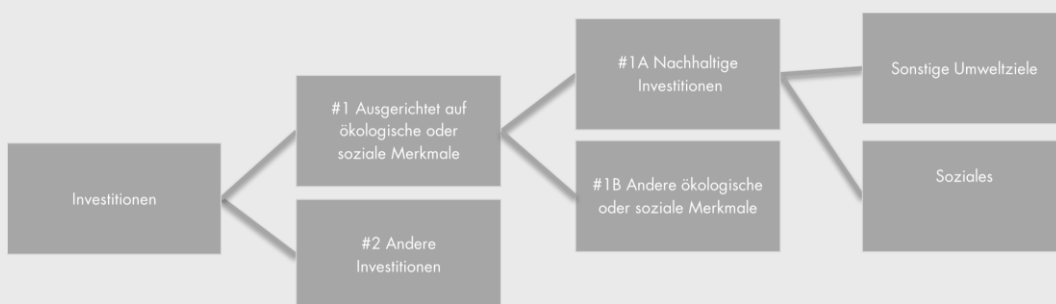 Investitionen
#1 Ausgerichtet auf
ökologische oder
soziale Merkmale
#2 Andere
Investitionen
#1A Nachhaltige
Investitionen
#1B Andere ökologische
oder soziale Merkmale
Sonstige Umweltziele
Soziales